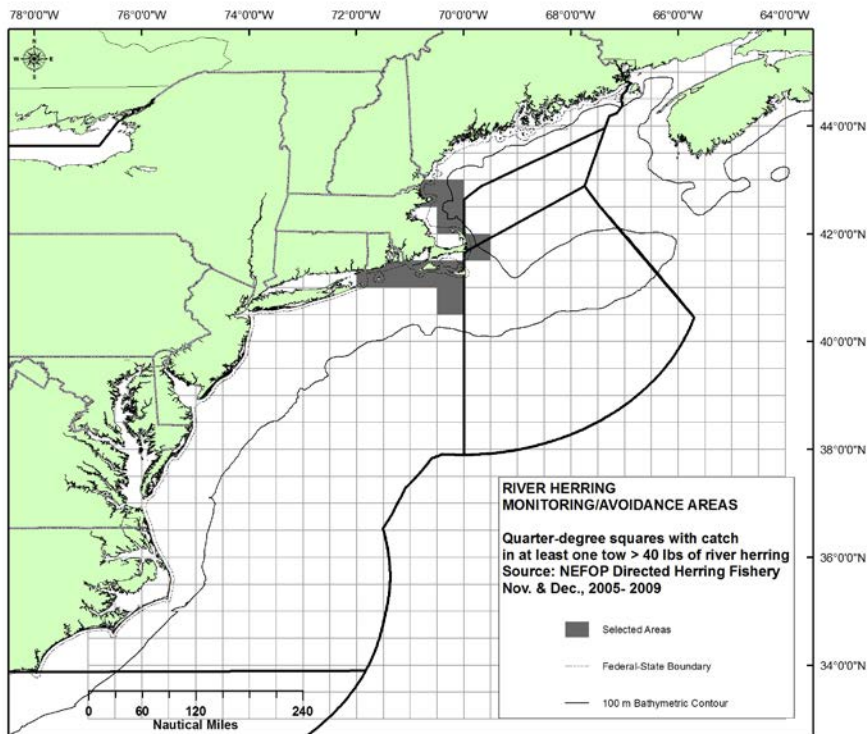 78°0'0"W 76°0'0"W 74°0'0"W 72°0'0"W 70°0'0"W 68°0'0"W 66°0'0"W 64°0'0"W
N
W E
S
44°0'0"N
42°0'0"N
40°0'0"N
38°0'0"N
36°0'0"N
34°0'0"N
RIVER HERRING
MONITORING/AVOIDANCE AREAS
Quarter-degree squares with catch
in at least one tow > 40 lbs of river herring
Source: NEFOP Directed Herring Fishery
Nov. & Dec., 2005- 2009
Selected Areas
Federal-State Boundary
100 m Bathymetric Contour
0 60 120 240
Nautical Miles